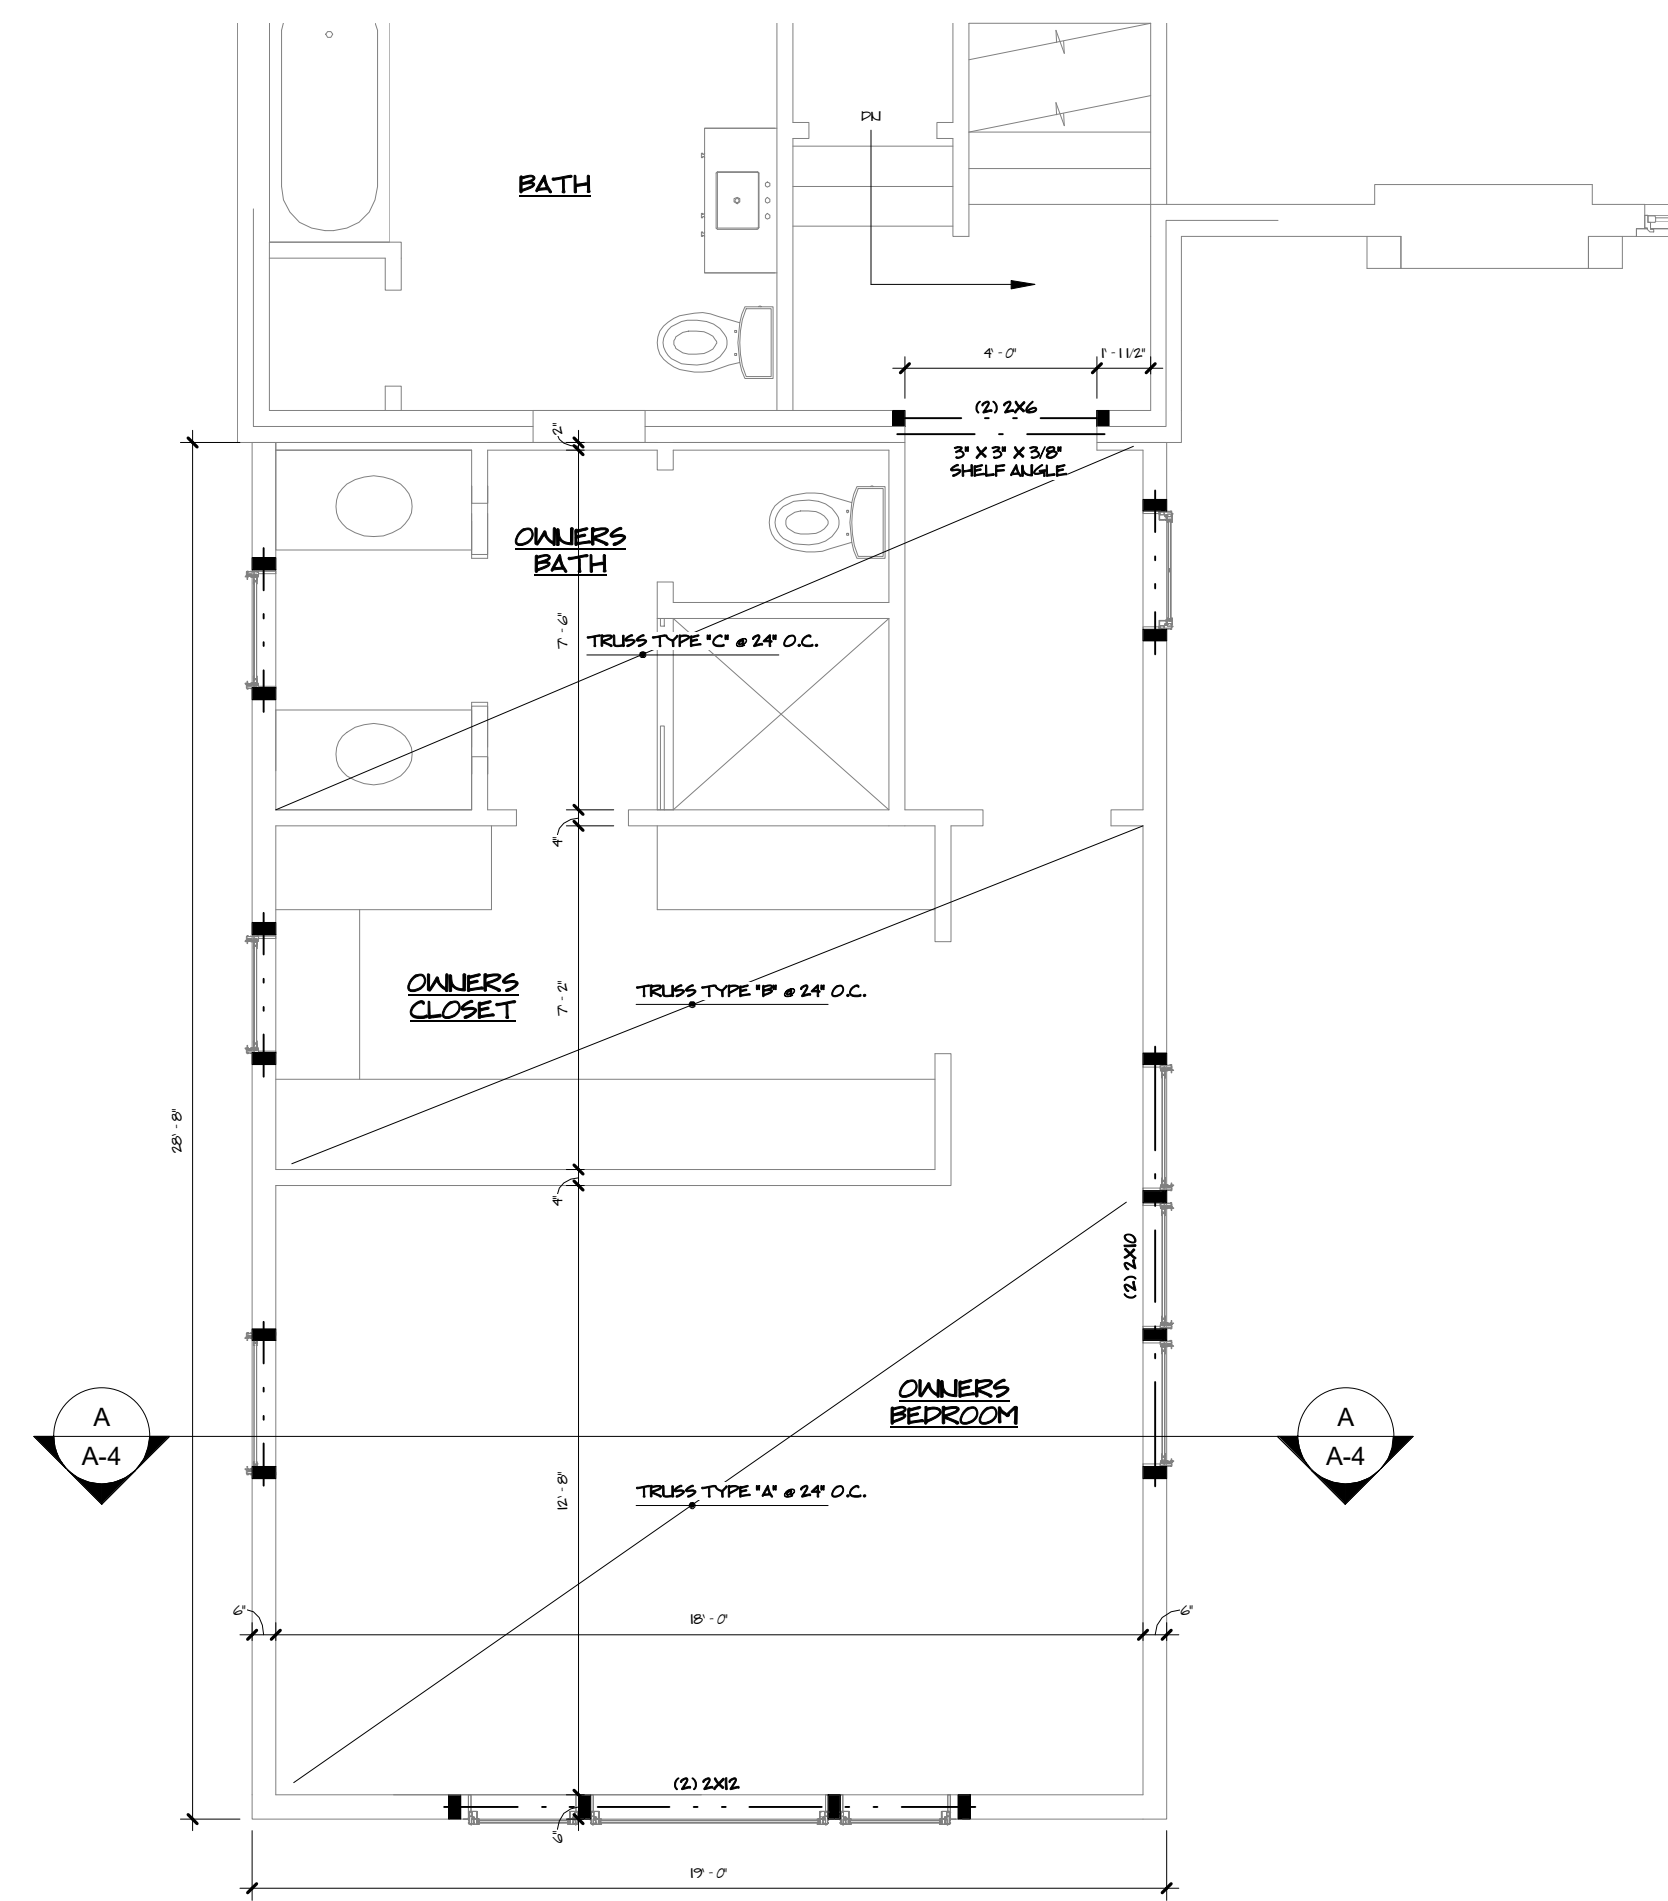 DN
BATH
4' - 0"
1' - 1 1/2"
(2) 2X6
2"
3" X 3" X 3/8"
SHELF ANGLE
OWNERS
BATH
7' - 6"
TRUSS TYPE "C" @ 24" O.C.
4"
OWNERS
CLOSET
7' - 2"
TRUSS TYPE "B" @ 24" O.C.
28' - 8"
4"
(2) 2X10
OWNERS
BEDROOM
A
A-4
A
A-4
12' - 8"
TRUSS TYPE "A" @ 24" O.C.
6"
18' - 0"
6"
(2) 2X12
6"
19' - 0"